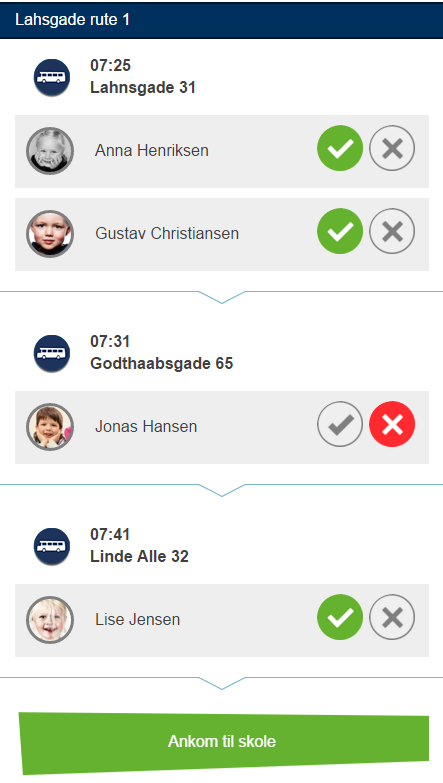 Lahsgade rute 1
07:25
Lahnsgade 31
Anna Henriksen
Gustav Christiansen
07:31
Godthaabsgade 65
Jonas Hansen
07:41
Linde Alle 32
Lise Jensen
Ankom til skole